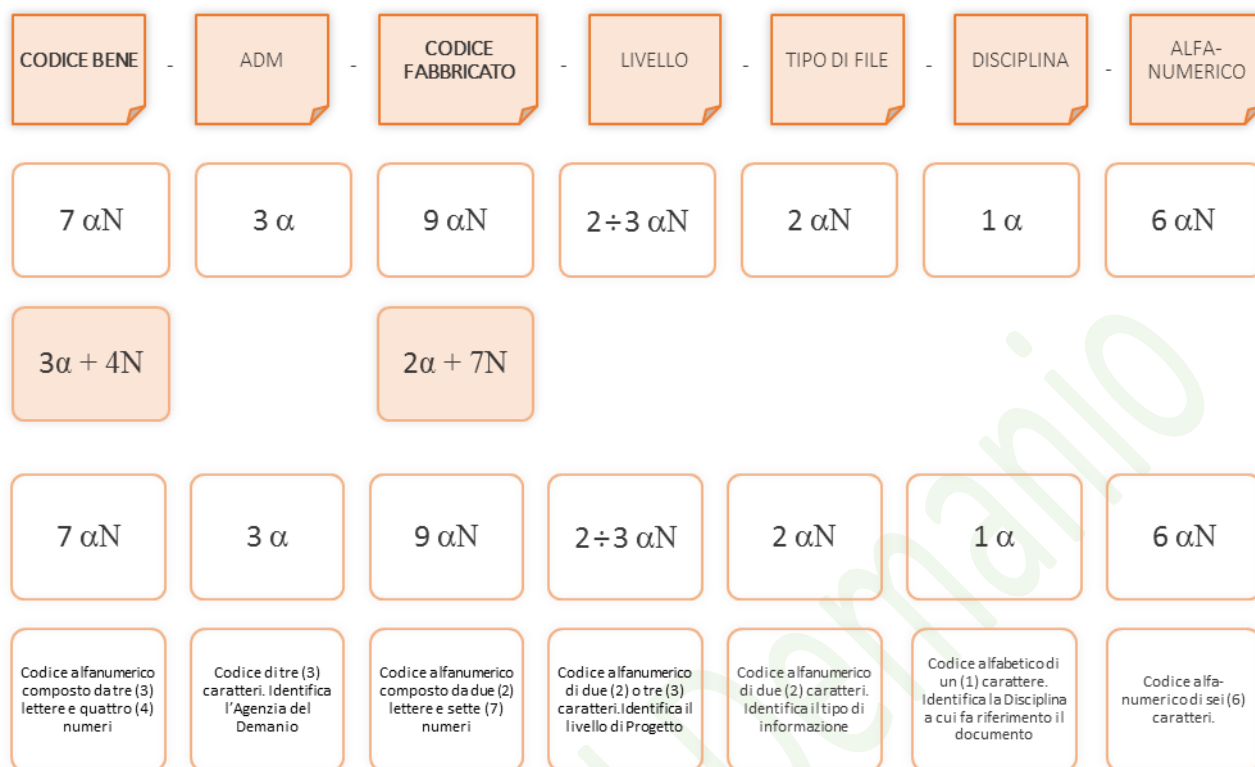 CODICE BENE - ADM - CODICE FABBRICATO - LIVELLO - TIPO DI FILE - DISCIPLINA - ALFA-NUMERICO
7 αN 3 α 9 αN 2÷3 αN 2 αN 1 α 6 αN
3α + 4N 2α + 7N
7 αN 3 α 9 αN 2÷3 αN 2 αN 1 α 6 αN
Codice alfanumerico
composto da tre (3)
lettere e quattro (4)
numeri
Codice di tre (3)
caratteri. Identifica
l'Agenzia del
Demanio
Codice alfanumerico
composto da due (2)
lettere e sette (7)
numeri
Codice alfanumerico
di due (2) o tre (3)
caratteri.Identifica il
livello di Progetto
Codice alfanumerico
di due (2) caratteri.
Identifica il tipo di
informazione
Codice alfabetico di
un (1) carattere.
Identifica la Disciplina
a cui fa riferimento il
documento
Codice alfa-
numerico di sei (6)
caratteri.
Demanio